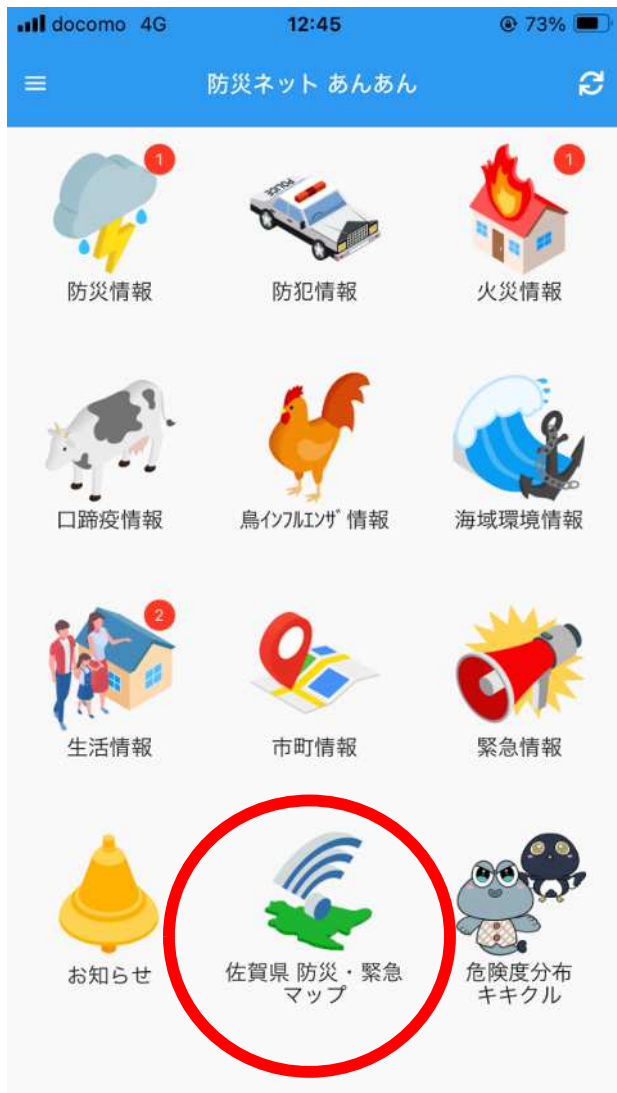 docomo 4G 12:45 73%
防災ネット あんあん
1 1
POLICE
防災情報 防犯情報 火災情報
口蹄疫情報 鳥ｲﾝﾌﾙｴﾝｻﾞ情報 海域環境情報
2
生活情報 市町情報 緊急情報
お知らせ 佐賀県 防災・緊急 危険度分布
マップ キキクル